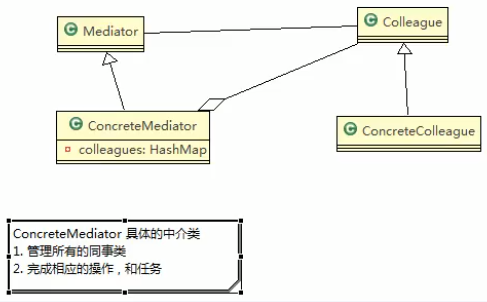 C Mediator
C Colleague
C ConcreteMediator
colleagues: HashMap
C ConcreteColleague
ConcreteMediator 具体的中介类
1. 管理所有的同事类
2. 完成相应的操作，和任务